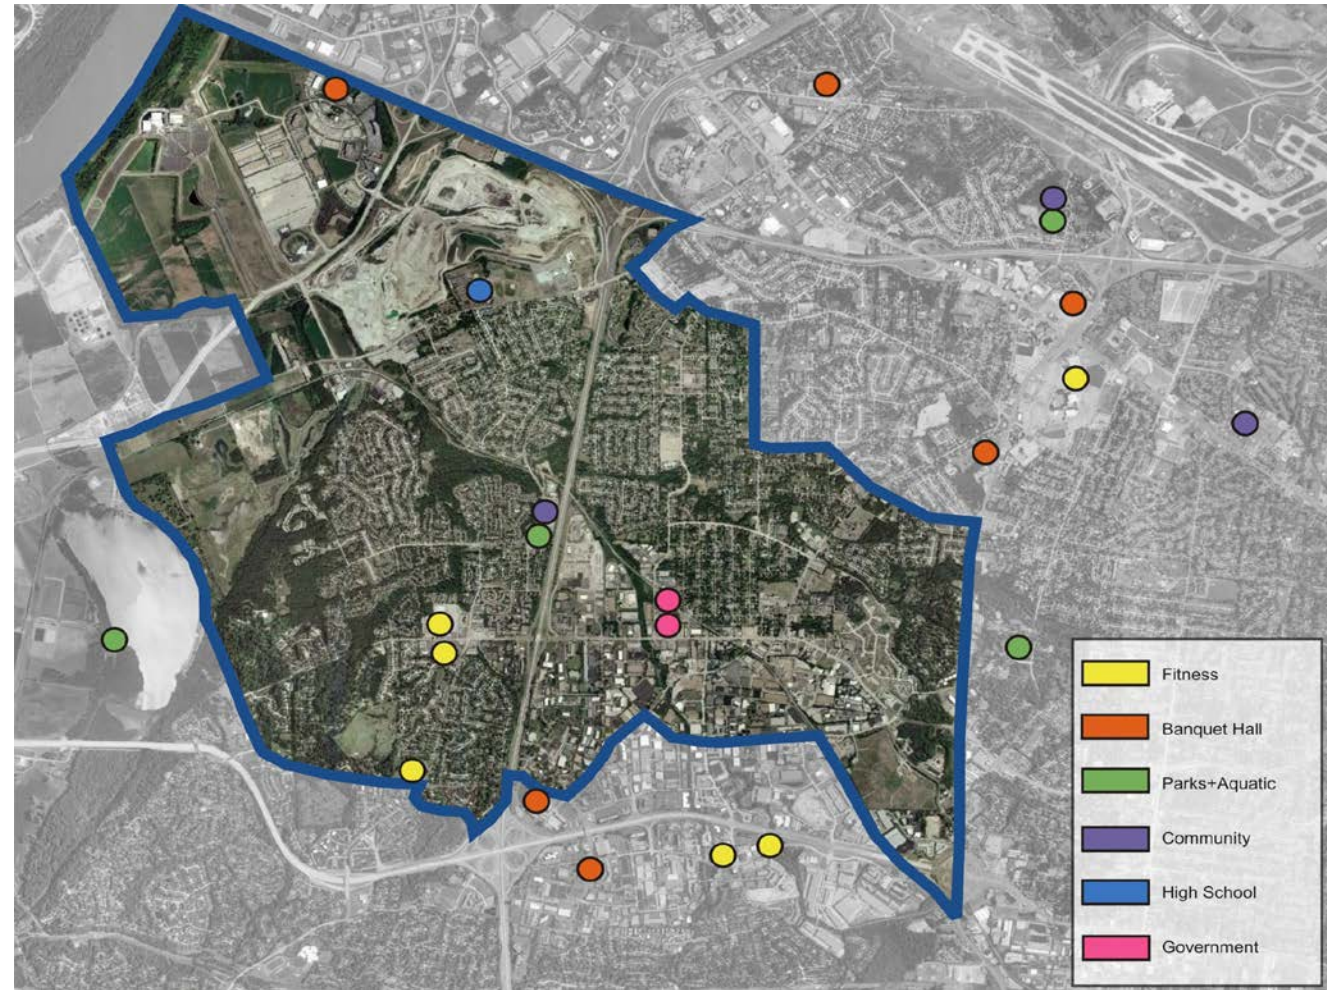 Fitness
Banquet Hall
Parks+Aquatic
Community
High School
Government